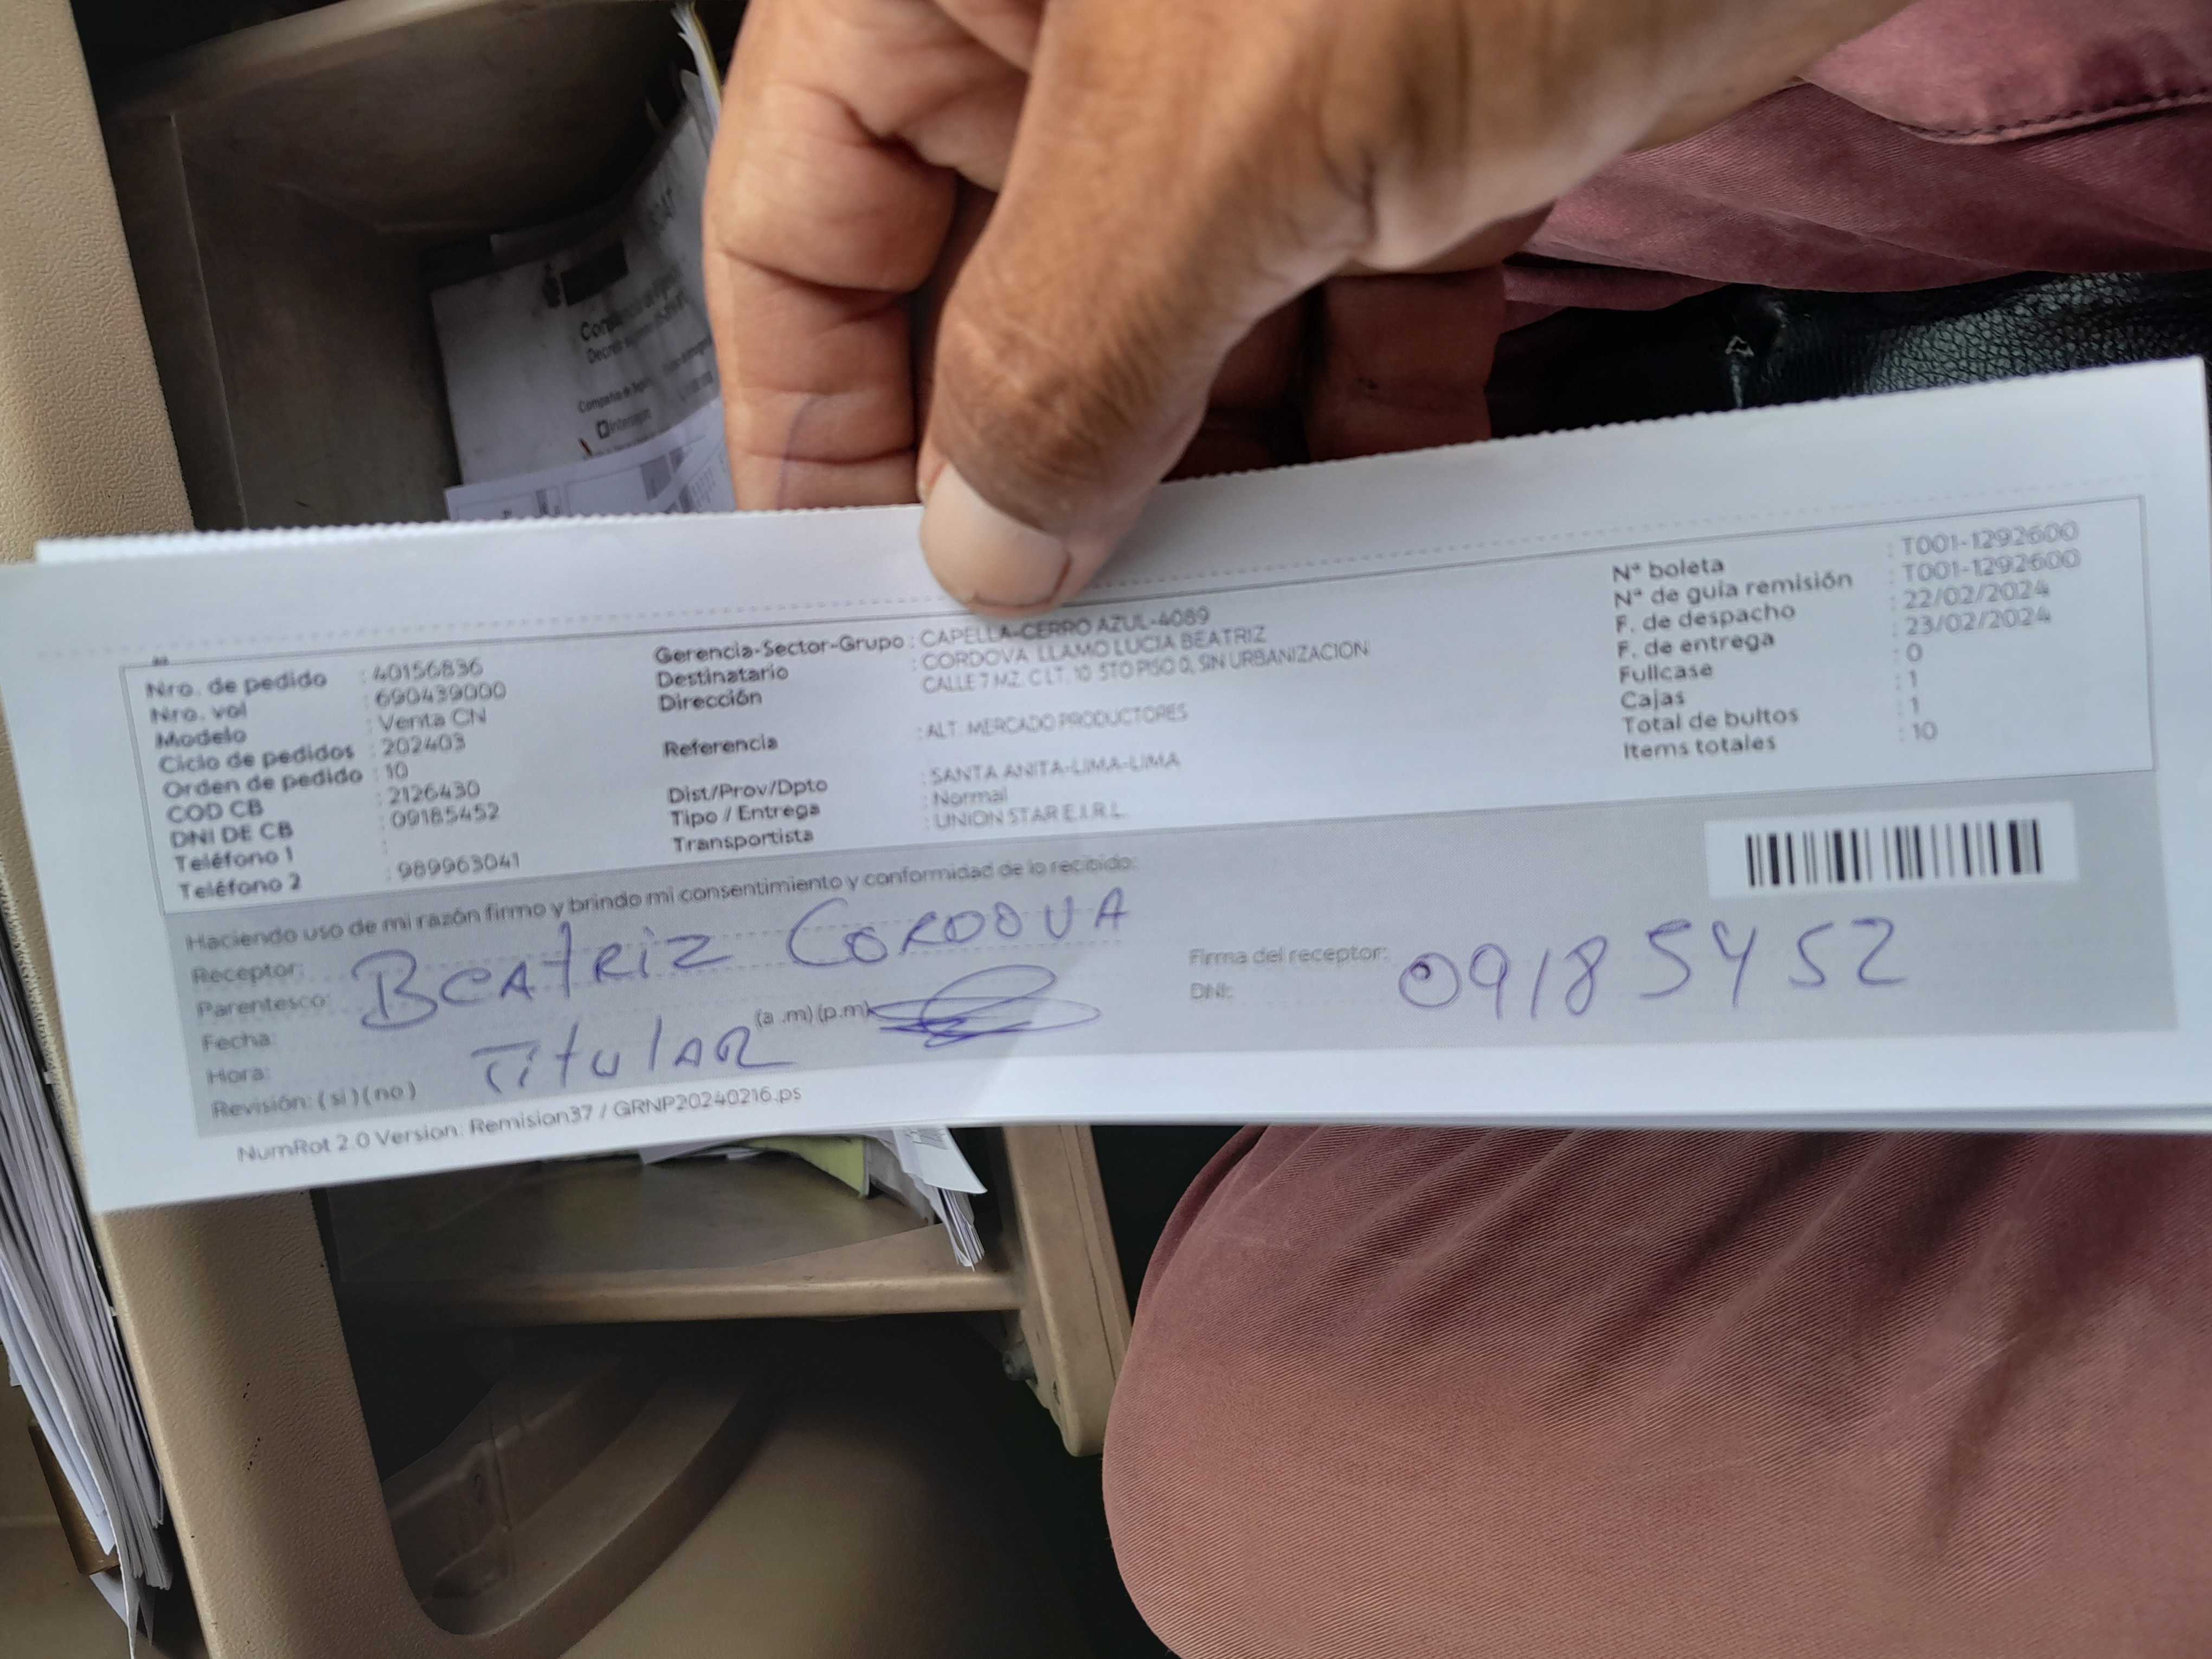 Nro. de pedido : 40156836
Nro. vol : 690439000
Modelo : Venta CN
Ciclo de pedidos : 202403
Orden de pedido : 10
COD CB : 2126430
DNI DE CB : 09185452
Teléfono 1 :
Teléfono 2 : 989963041
Gerencia-Sector-Grupo : CAPELLA-CERRO AZUL-4089
Destinatario : CORDOVA LLAMO LUCIA BEATRIZ
Dirección : CALLE 7 MZ. C LT. 10 5TO PISO 0, SIN URBANIZACION
Referencia : ALT. MERCADO PRODUCTORES
Dist/Prov/Dpto : SANTA ANITA-LIMA-LIMA
Tipo / Entrega : Normal
Transportista : UNION STAR E.I.R.L.
Nº boleta : T001-1292600
Nº de guía remisión : T001-1292600
F. de despacho : 22/02/2024
F. de entrega : 23/02/2024
Fullcase : 0
Cajas : 1
Total de bultos : 1
Items totales : 10
Haciendo uso de mi razón firmo y brindo mi consentimiento y conformidad de lo recibido:
Receptor: BEATRIZ CORDOVA
Parentesco:
Fecha:
Hora: (a .m) (p.m)
TITULAR
Revisión: ( si ) ( no )
Firma del receptor:
DNI: 09185452
NumRot 2.0 Version: Remision37 / GRNP20240216.ps